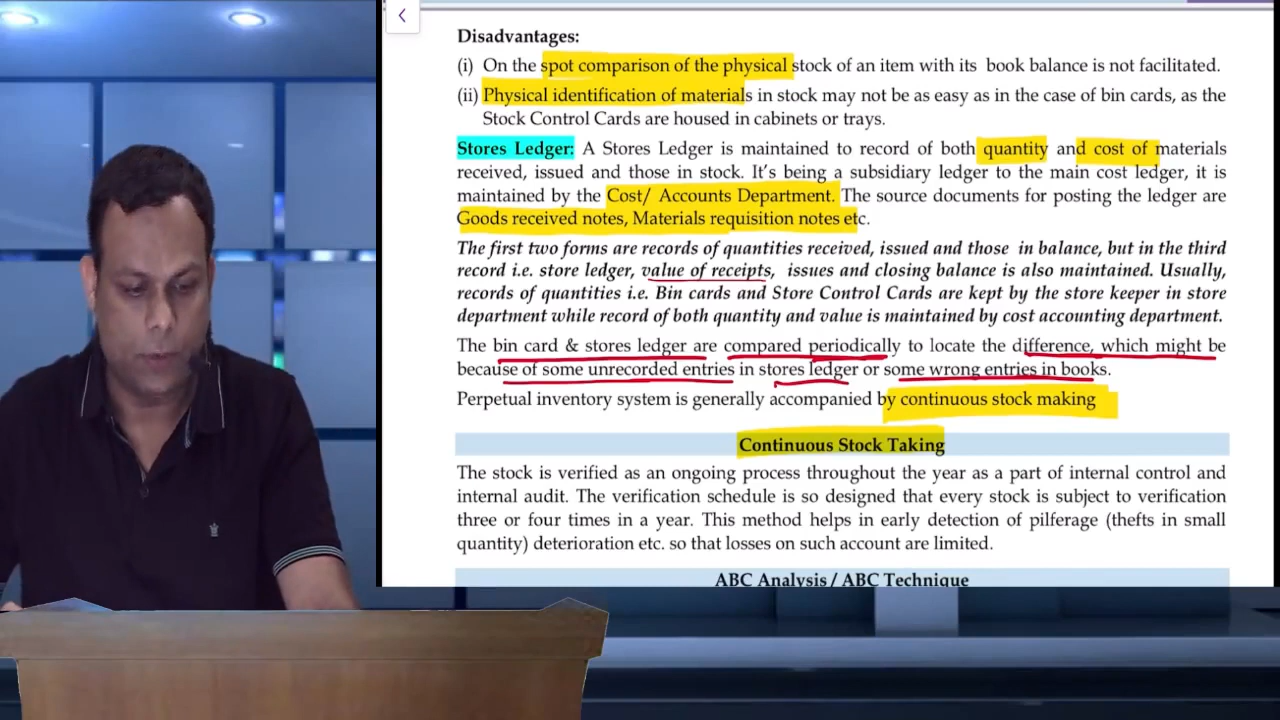 Disadvantages:
(i) On the spot comparison of the physical stock of an item with its book balance is not facilitated.
(ii) Physical identification of materials in stock may not be as easy as in the case of bin cards, as the
Stock Control Cards are housed in cabinets or trays.
Stores Ledger: A Stores Ledger is maintained to record of both quantity and cost of materials
received, issued and those in stock. It's being a subsidiary ledger to the main cost ledger, it is
maintained by the Cost/ Accounts Department. The source documents for posting the ledger are
Goods received notes, Materials requisition notes etc.
The first two forms are records of quantities received, issued and those in balance, but in the third
record i.e. store ledger, value of receipts, issues and closing balance is also maintained. Usually,
records of quantities i.e. Bin cards and Store Control Cards are kept by the store keeper in store
department while record of both quantity and value is maintained by cost accounting department.
The bin card & stores ledger are compared periodically to locate the difference, which might be
because of some unrecorded entries in stores ledger or some wrong entries in books.
Perpetual inventory system is generally accompanied by continuous stock making
Continuous Stock Taking
The stock is verified as an ongoing process throughout the year as a part of internal control and
internal audit. The verification schedule is so designed that every stock is subject to verification
three or four times in a year. This method helps in early detection of pilferage (thefts in small
quantity) deterioration etc. so that losses on such account are limited.
ABC Analysis / ABC Technique